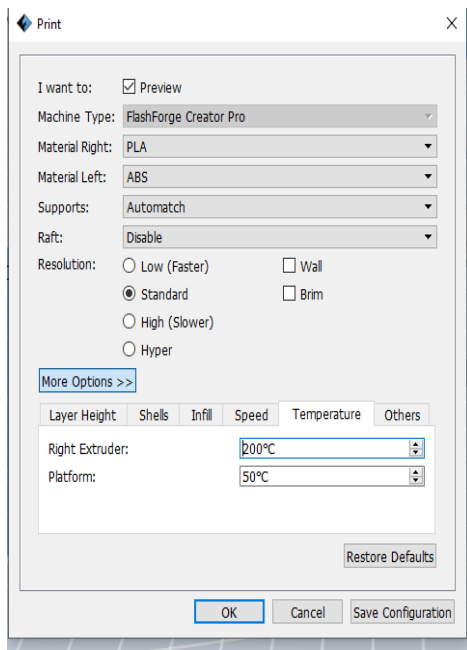 Print
I want to: Preview
Machine Type: FlashForge Creator Pro
Material Right: PLA
Material Left: ABS
Supports: Automatch
Raft: Disable
Resolution: Low (Faster) Wall
Standard Brim
High (Slower)
Hyper
More Options >>
Layer Height Shells Infill Speed Temperature Others
Right Extruder: 200°C
Platform: 50°C
Restore Defaults
OK Cancel Save Configuration